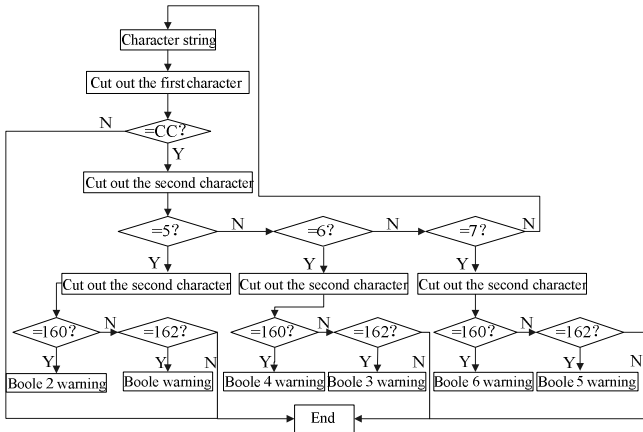 Character string
Cut out the first character
N
=CC?
Y
Cut out the second character
=5?
N
=6?
N
=7?
N
Y
Y
Y
Cut out the second character
Cut out the second character
Cut out the second character
=160?
N
=162?
=160?
N
=162?
=160?
N
=162?
Y
Y
N
Y
Y
N
Y
Y
N
Boole 2 warning
Boole warning
Boole 4 warning
Boole 3 warning
Boole 6 warning
Boole 5 warning
End